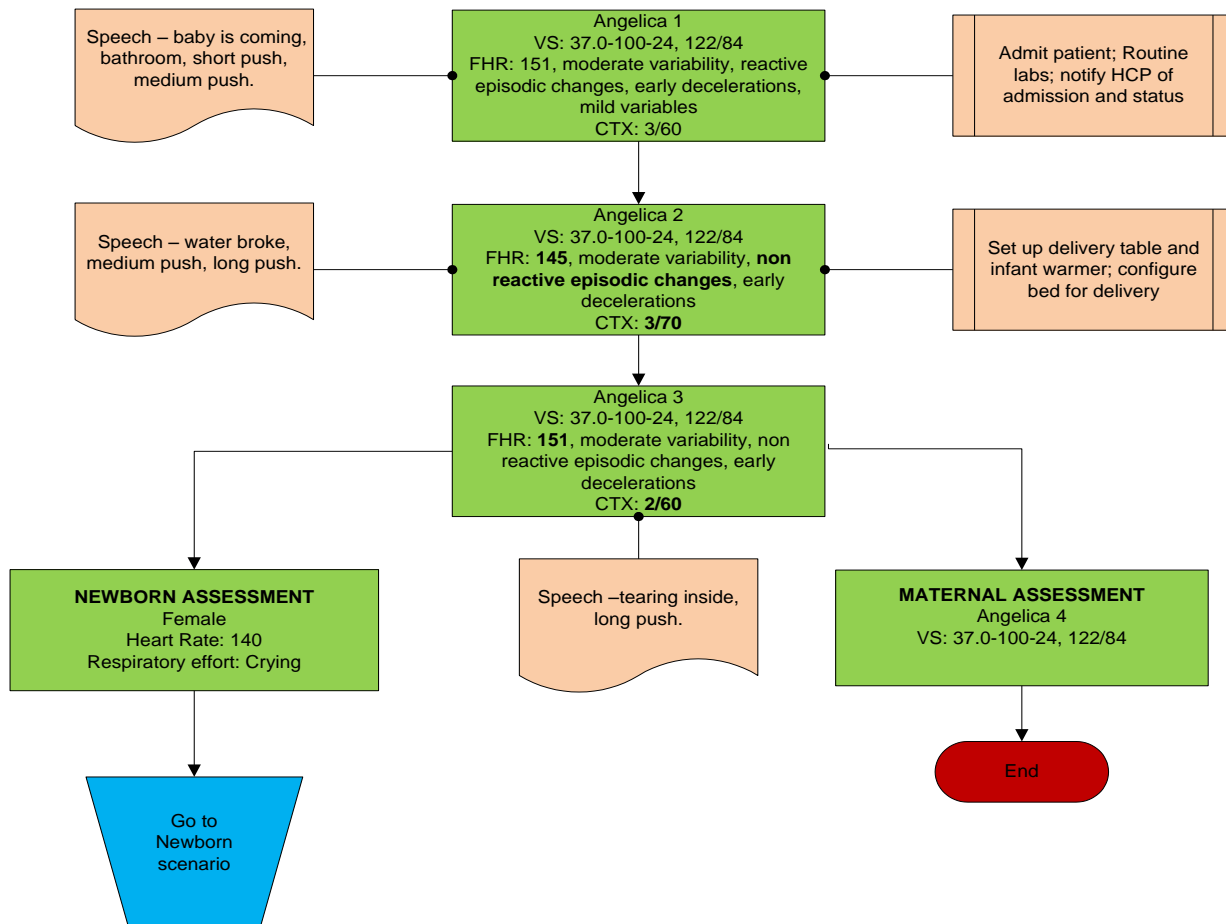 Speech – baby is coming,
bathroom, short push,
medium push.
Angelica 1
VS: 37.0-100-24, 122/84
FHR: 151, moderate variability, reactive
episodic changes, early decelerations,
mild variables
CTX: 3/60
Admit patient; Routine
labs; notify HCP of
admission and status
Speech – water broke,
medium push, long push.
Angelica 2
VS: 37.0-100-24, 122/84
FHR: 145, moderate variability, non
reactive episodic changes, early
decelerations
CTX: 3/70
Set up delivery table and
infant warmer; configure
bed for delivery
Angelica 3
VS: 37.0-100-24, 122/84
FHR: 151, moderate variability, non
reactive episodic changes, early
decelerations
CTX: 2/60
NEWBORN ASSESSMENT
Female
Heart Rate: 140
Respiratory effort: Crying
Speech –tearing inside,
long push.
MATERNAL ASSESSMENT
Angelica 4
VS: 37.0-100-24, 122/84
Go to
Newborn
scenario
End